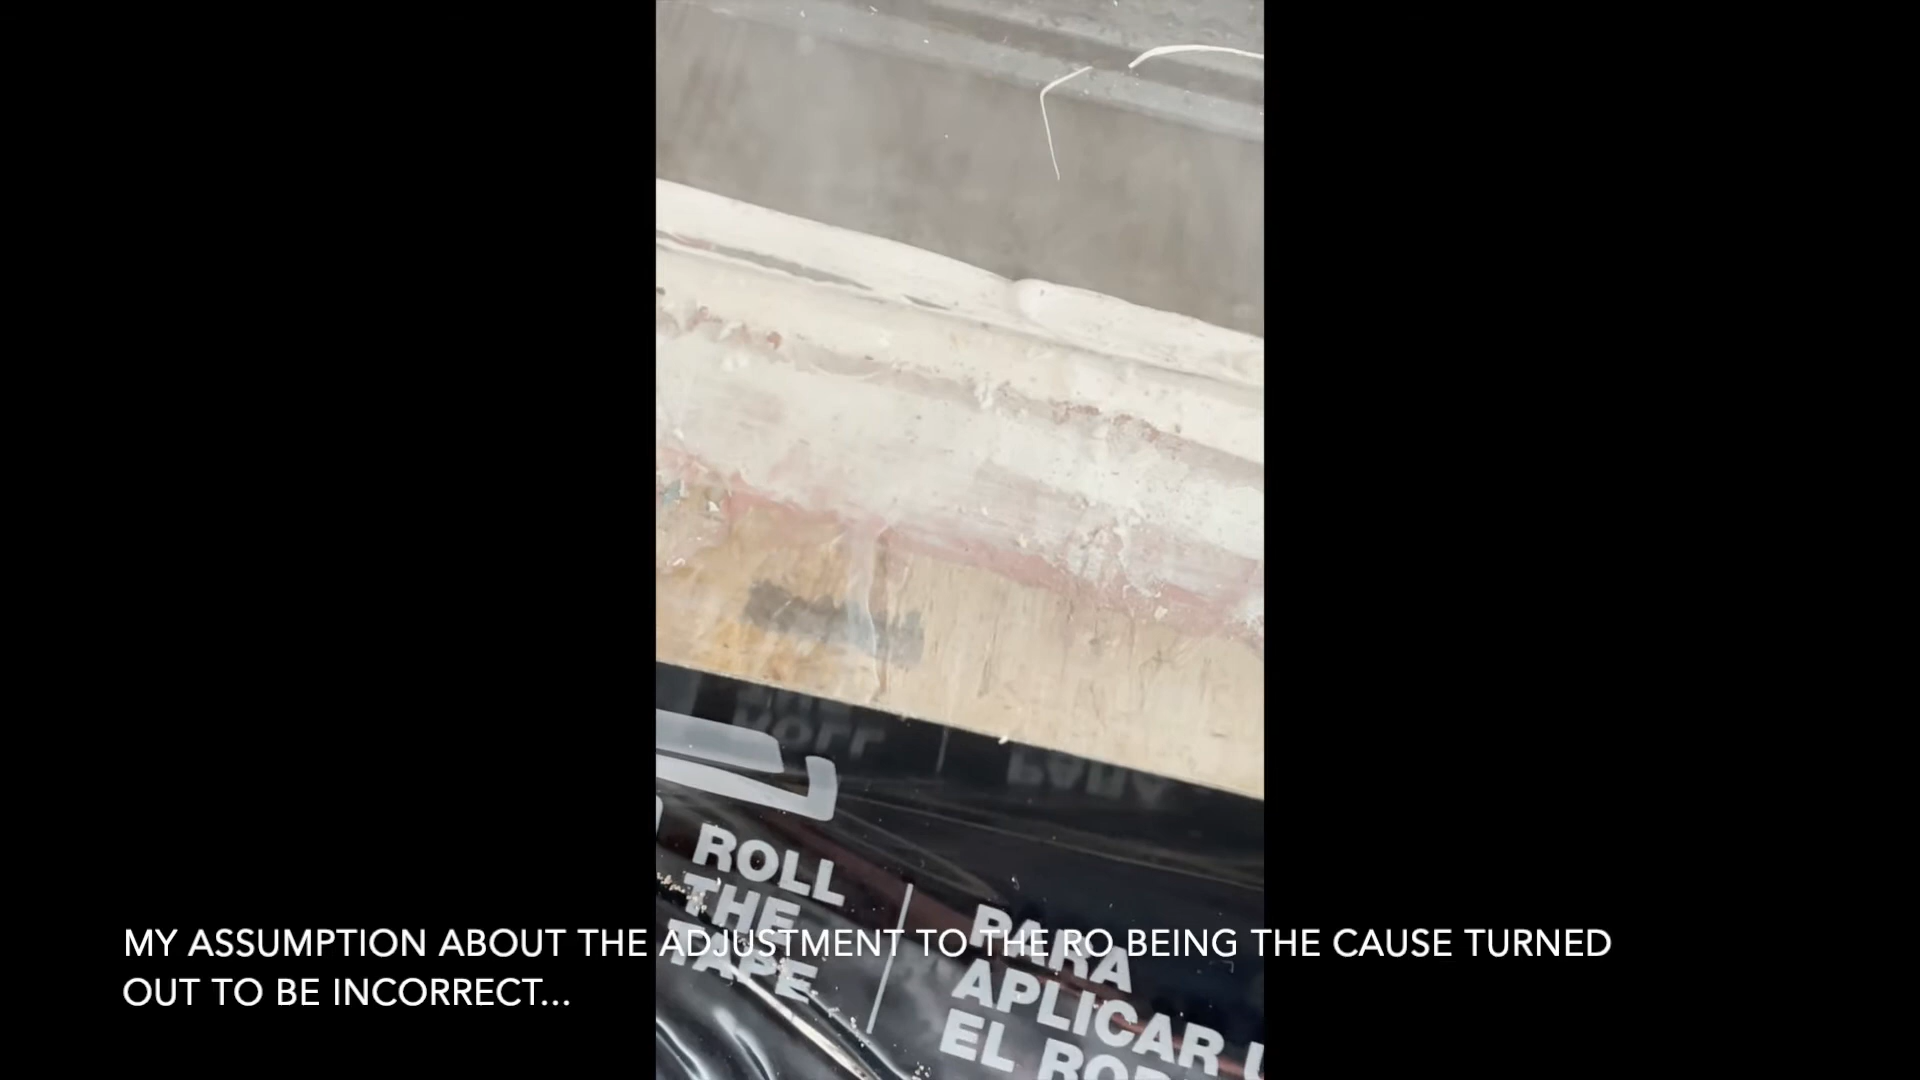 ROLL
THE
TAPE
PARA
APLICAR
EL
MY ASSUMPTION ABOUT THE ADJUSTMENT TO THE RO BEING THE CAUSE TURNED
OUT TO BE INCORRECT...